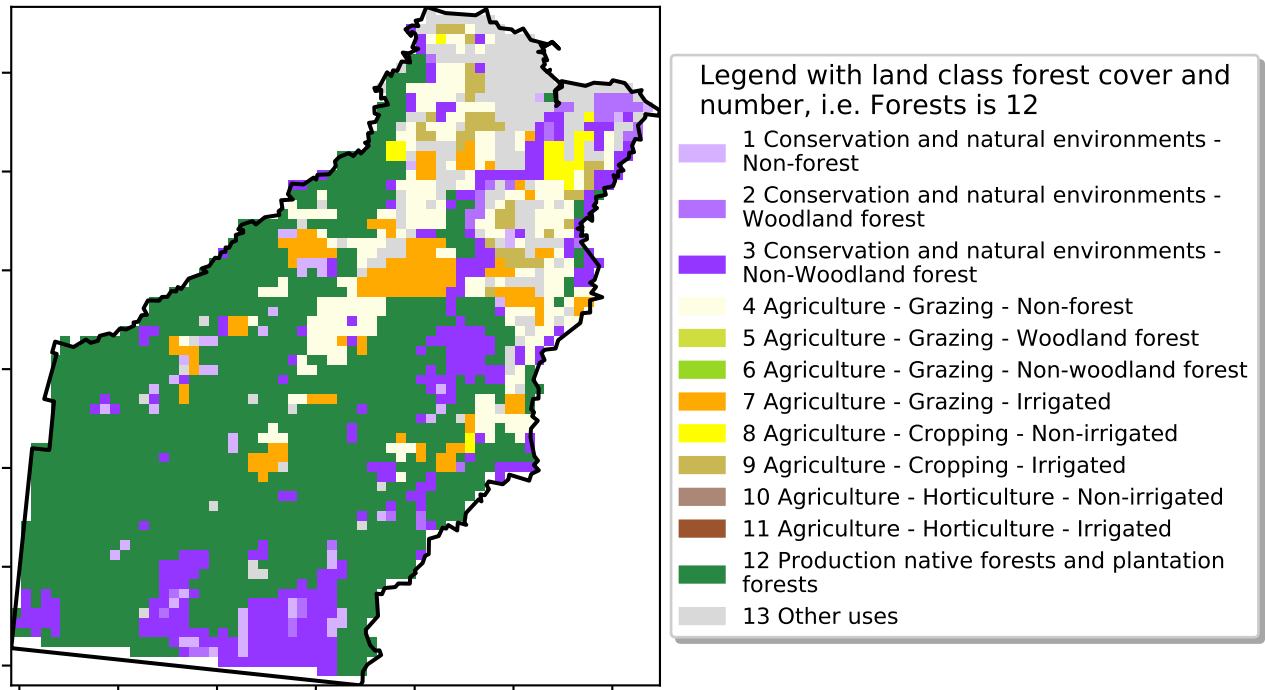 Legend with land class forest cover and
number, i.e. Forests is 12
1 Conservation and natural environments -
Non-forest
2 Conservation and natural environments -
Woodland forest
3 Conservation and natural environments -
Non-Woodland forest
4 Agriculture - Grazing - Non-forest
5 Agriculture - Grazing - Woodland forest
6 Agriculture - Grazing - Non-woodland forest
7 Agriculture - Grazing - Irrigated
8 Agriculture - Cropping - Non-irrigated
9 Agriculture - Cropping - Irrigated
10 Agriculture - Horticulture - Non-irrigated
11 Agriculture - Horticulture - Irrigated
12 Production native forests and plantation
forests
13 Other uses